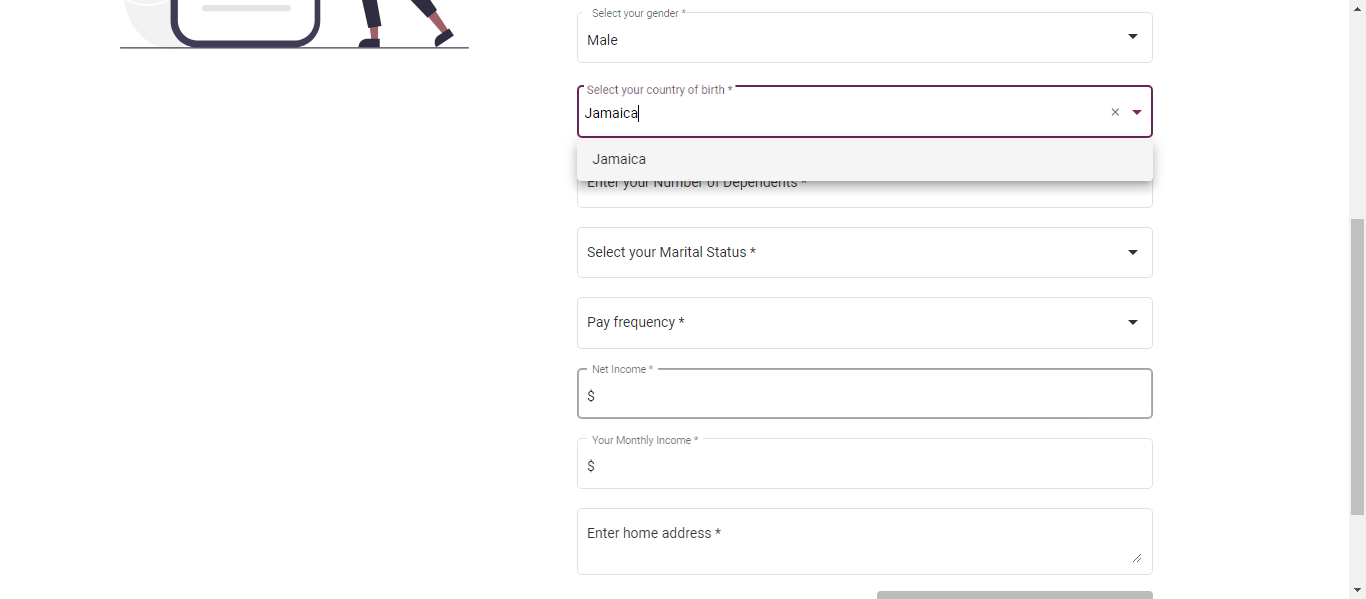 Select your gender *
Male
Select your country of birth *
Jamaica
Jamaica
Enter your Number of Dependents *
Select your Marital Status *
Pay frequency *
Net Income *
$
Your Monthly Income *
$
Enter home address *